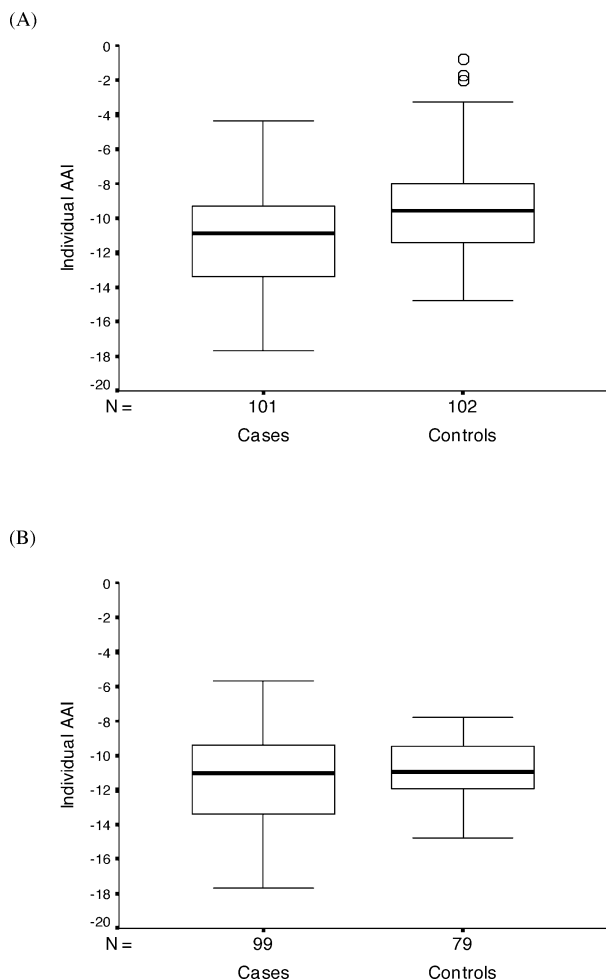 (A)
Individual AAI
0
-2
-4
-6
-8
-10
-12
-14
-16
-18
-20
N = 101 102
Cases Controls
(B)
Individual AAI
0
-2
-4
-6
-8
-10
-12
-14
-16
-18
-20
N = 99 79
Cases Controls